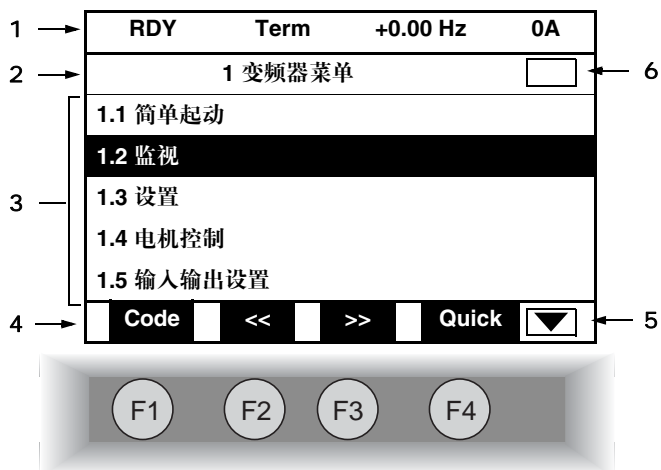 1 RDY Term +0.00 Hz 0A
2 1 变频器菜单 6
1.1 简单起动
1.2 监视
3 1.3 设置
1.4 电机控制
1.5 输入输出设置
4 Code << >> Quick 5
F1 F2 F3 F4